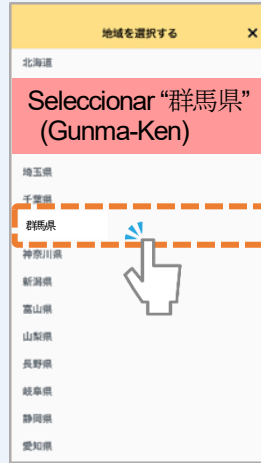 地域を選択する ×
北海道
Seleccionar “群馬県”
(Gunma-Ken)
埼玉県
千葉県
群馬県
神奈川県
新潟県
富山県
山梨県
長野県
岐阜県
静岡県
愛知県